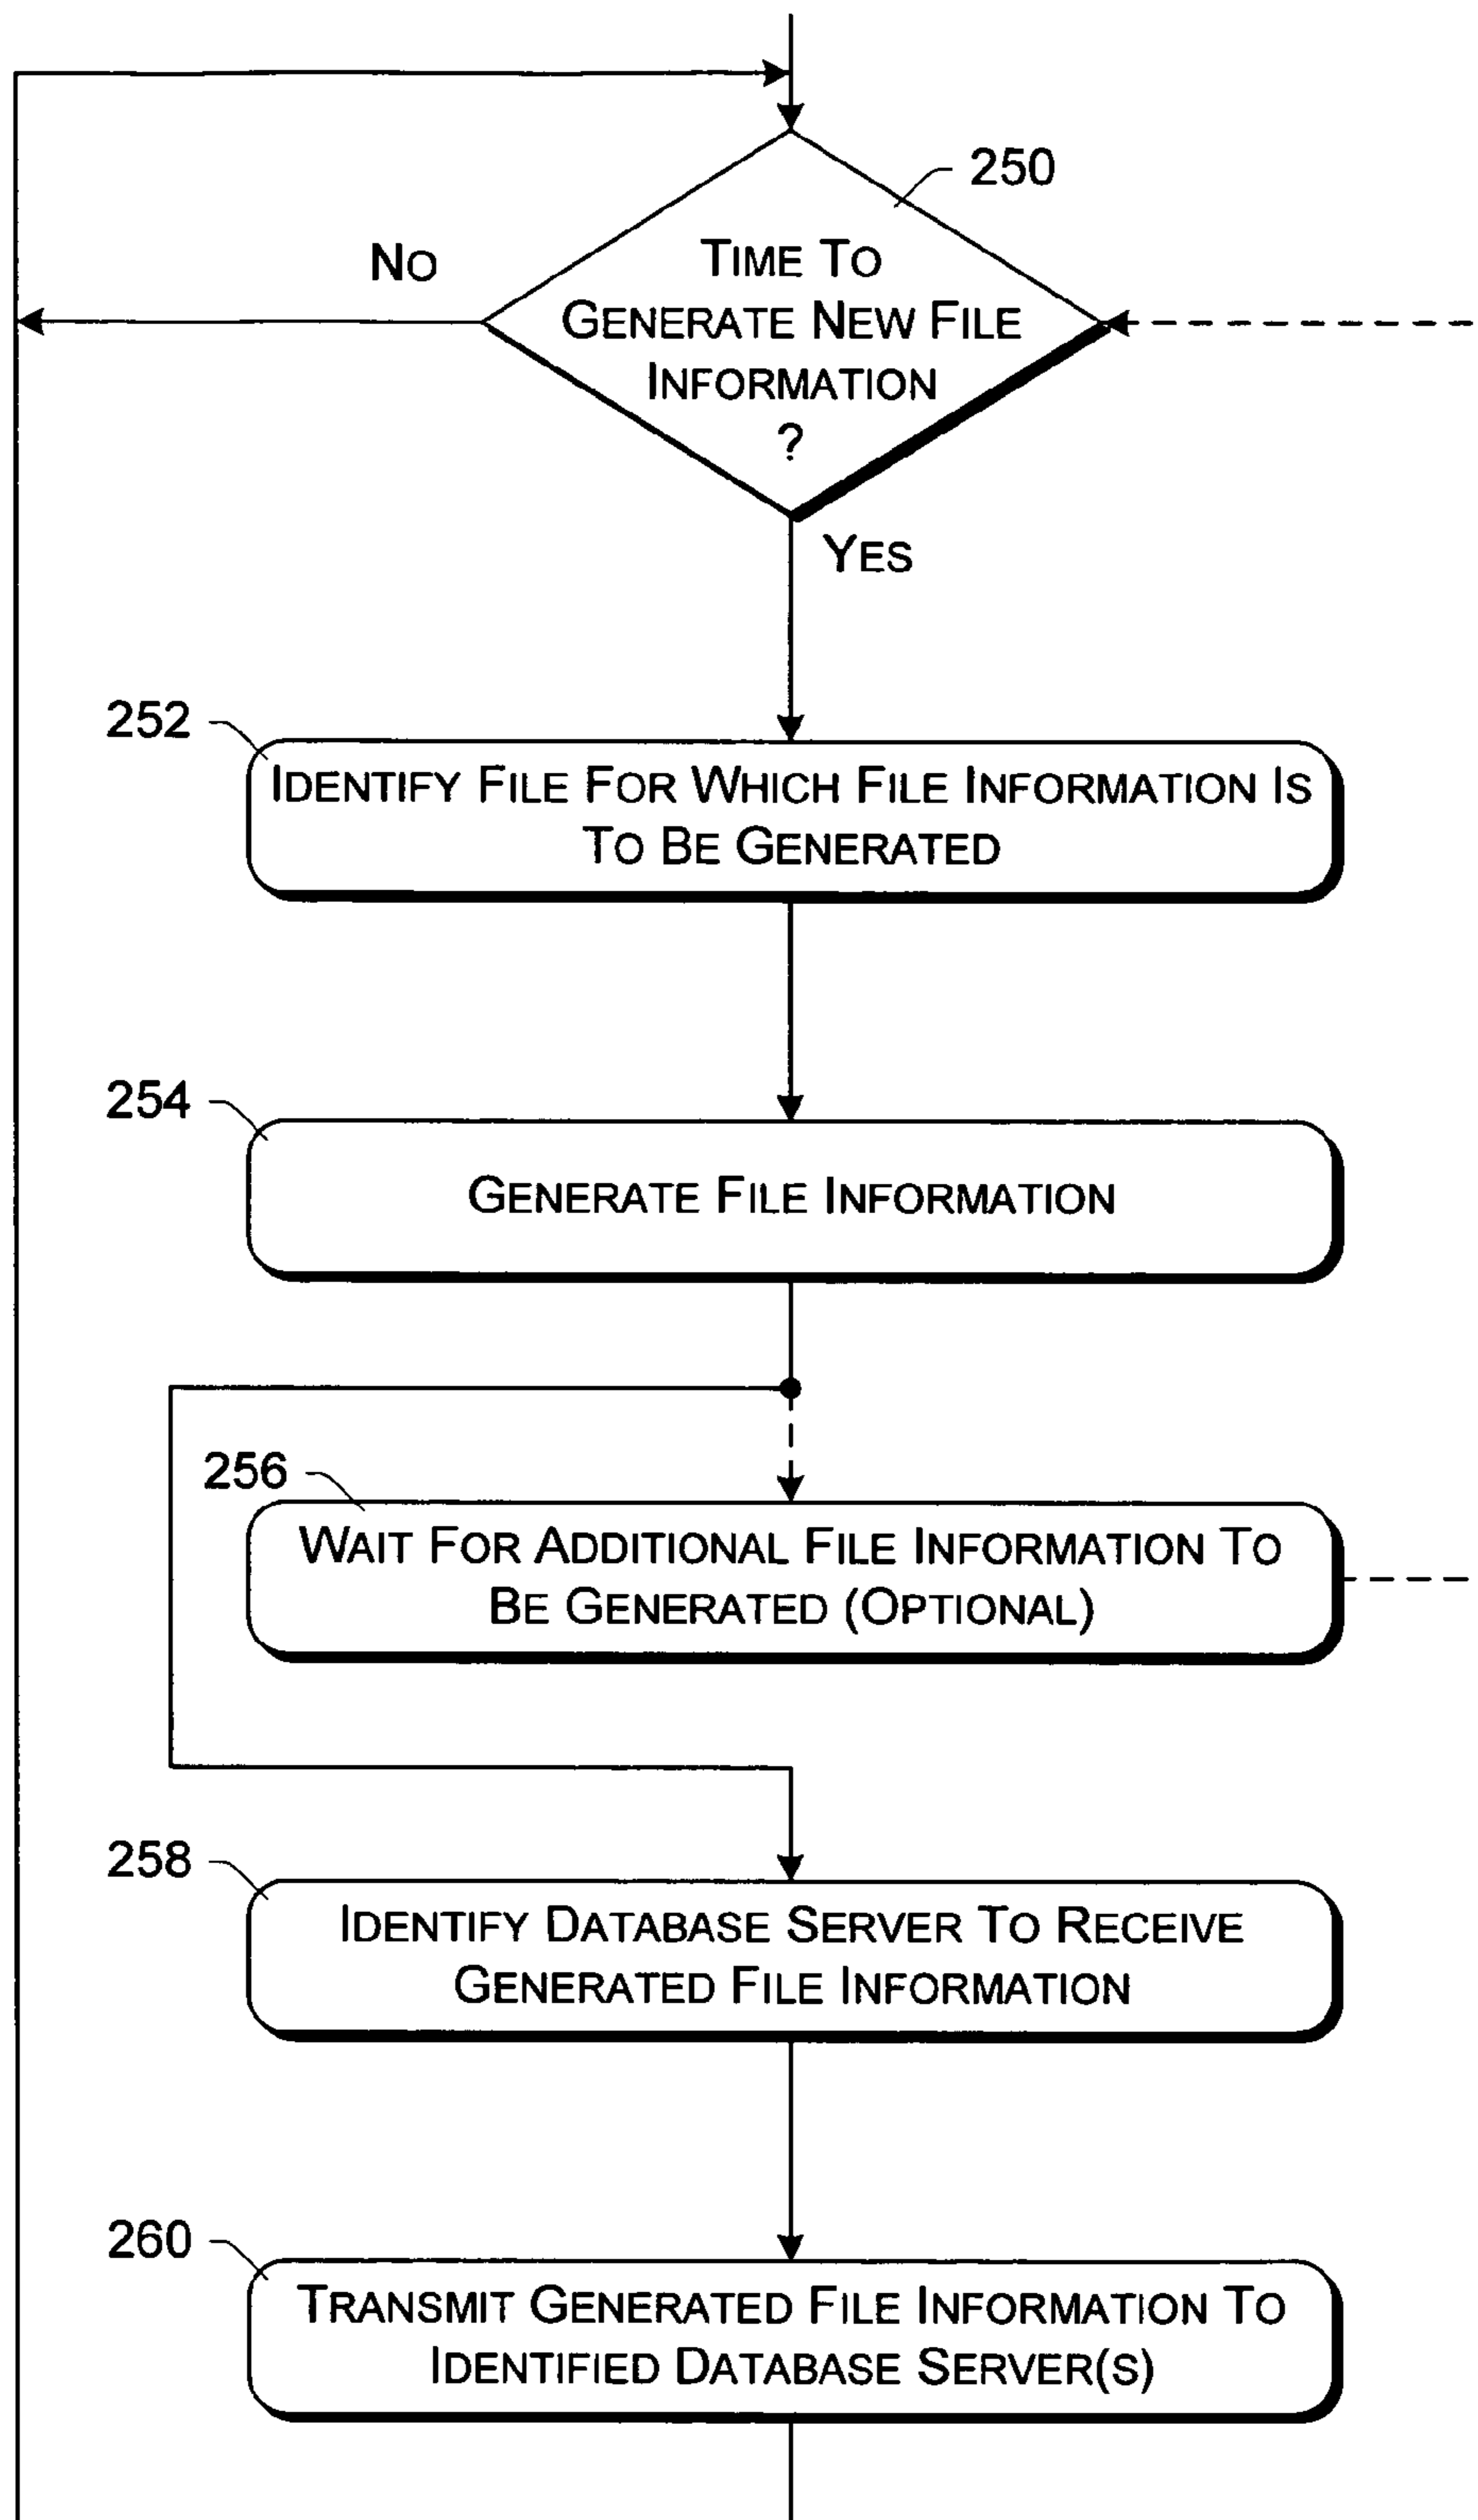 250
NO
TIME TO
GENERATE NEW FILE
INFORMATION
?
YES
252
IDENTIFY FILE FOR WHICH FILE INFORMATION IS
TO BE GENERATED
254
GENERATE FILE INFORMATION
256
WAIT FOR ADDITIONAL FILE INFORMATION TO
BE GENERATED (OPTIONAL)
258
IDENTIFY DATABASE SERVER TO RECEIVE
GENERATED FILE INFORMATION
260
TRANSMIT GENERATED FILE INFORMATION TO
IDENTIFIED DATABASE SERVER(S)